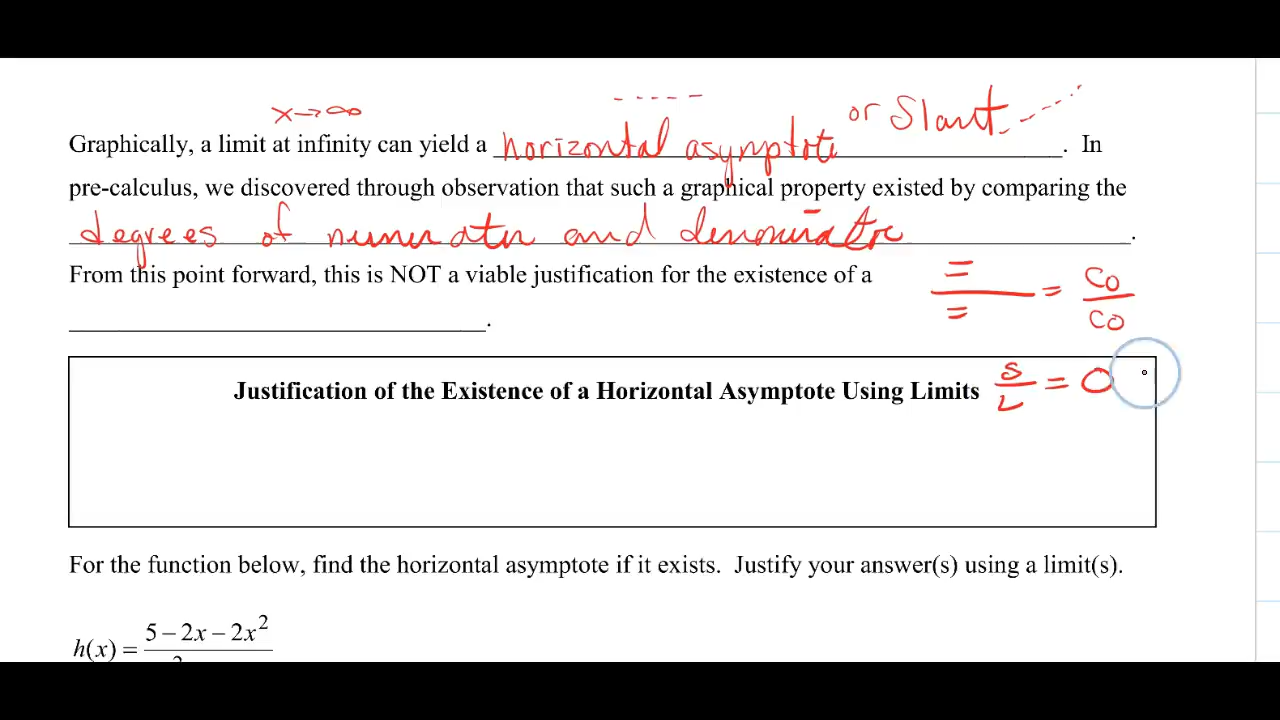 x→∞
or Slant
Graphically, a limit at infinity can yield a horizontal asymptote. In
pre-calculus, we discovered through observation that such a graphical property existed by comparing the
degrees of numerator and denominator.
From this point forward, this is NOT a viable justification for the existence of a
______________________________.
=/= = CO/CO
Justification of the Existence of a Horizontal Asymptote Using Limits
S/L = 0
For the function below, find the horizontal asymptote if it exists. Justify your answer(s) using a limit(s).
h(x) = 5 − 2x − 2x²